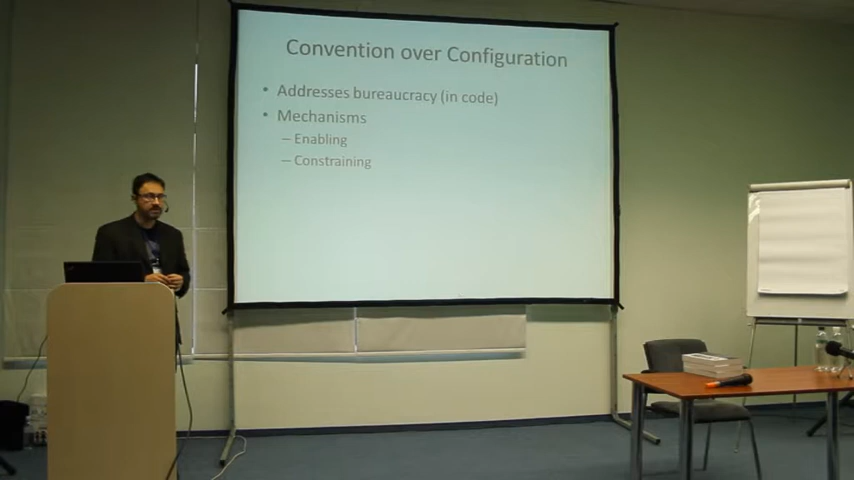 Convention over Configuration
• Addresses bureaucracy (in code)
• Mechanisms
– Enabling
– Constraining